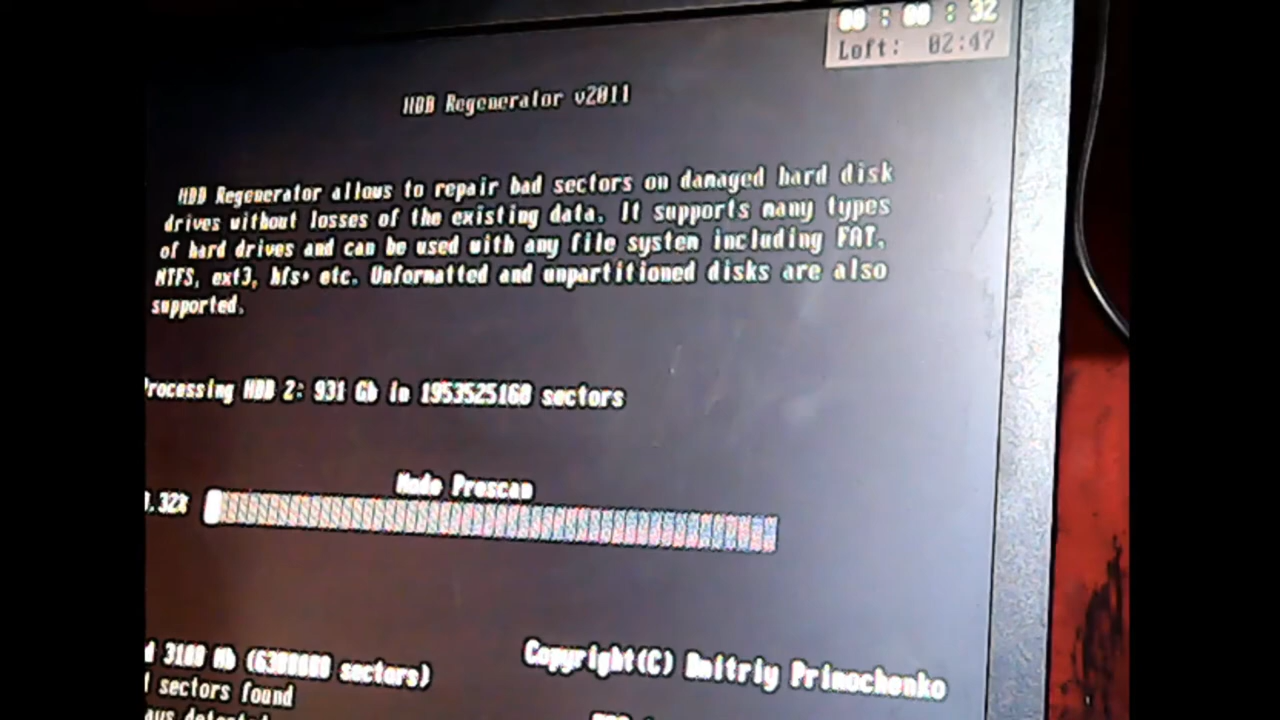 00 : 00 : 32
Left: 02:47
HDD Regenerator v2011
HDD Regenerator allows to repair bad sectors on damaged hard disk
drives without losses of the existing data. It supports many types
of hard drives and can be used with any file system including FAT,
NTFS, ext3, hfs+ etc. Unformatted and unpartitioned disks are also
supported.
Processing HDD 2: 931 Gb in 1953525168 sectors
Mode Prescan
.32%
3100 Mb
sectors)
Copyright(C) Dmitriy Primochenko
sectors found